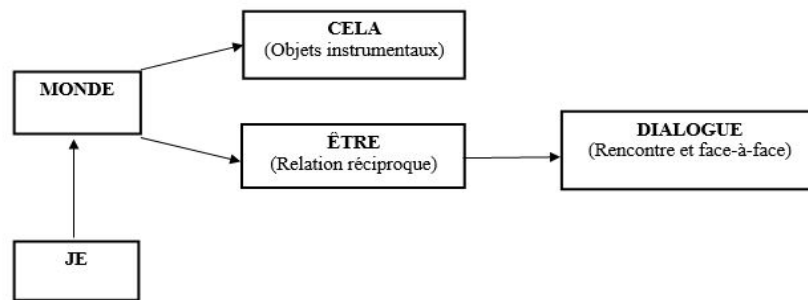 CELA
(Objets instrumentaux)
MONDE
ÊTRE
(Relation réciproque)
DIALOGUE
(Rencontre et face-à-face)
JE